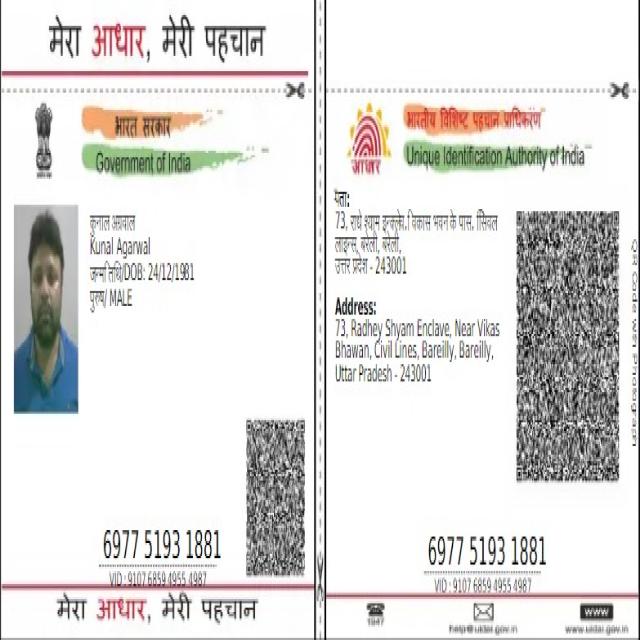 मेरा आधार, मेरी पहचान
भारत सरकार
Government of India
कुनाल अग्रवाल
Kunal Agarwal
जन्म तिथि/DOB: 24/12/1981
पुरुष/ MALE
6977 5193 1881
VID : 9107 6859 4955 4987
मेरा आधार, मेरी पहचान
भारतीय विशिष्ट पहचान प्राधिकरण
Unique Identification Authority of India
आधार
पता:
73, राधे श्याम इन्क्लेव, विकास भवन के पास, सिविल
लाइन्स, बरेली, बरेली,
उत्तर प्रदेश - 243001
Address:
73, Radhey Shyam Enclave, Near Vikas
Bhawan, Civil Lines, Bareilly, Bareilly,
Uttar Pradesh - 243001
QR Code with Photograph
6977 5193 1881
VID : 9107 6859 4955 4987
1947
help@uidai.gov.in
www
www.uidai.gov.in